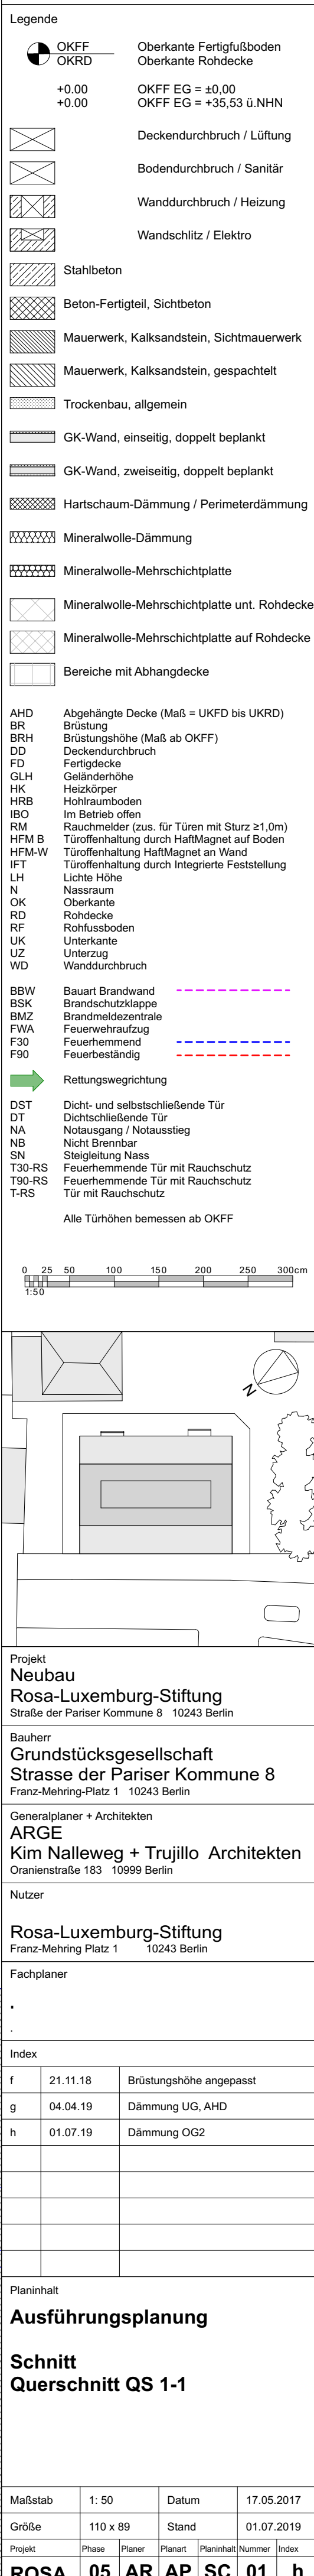 Legende
OKFF Oberkante Fertigfußboden
OKRD Oberkante Rohdecke
+0.00 OKFF EG = ±0,00
+0.00 OKFF EG = +35,53 ü.NHN
Deckendurchbruch / Lüftung
Bodendurchbruch / Sanitär
Wanddurchbruch / Heizung
Wandschlitz / Elektro
Stahlbeton
Beton-Fertigteil, Sichtbeton
Mauerwerk, Kalksandstein, Sichtmauerwerk
Mauerwerk, Kalksandstein, gespachtelt
Trockenbau, allgemein
GK-Wand, einseitig, doppelt beplankt
GK-Wand, zweiseitig, doppelt beplankt
Hartschaum-Dämmung / Perimeterdämmung
Mineralwolle-Dämmung
Mineralwolle-Mehrschichtplatte
Mineralwolle-Mehrschichtplatte unt. Rohdecke
Mineralwolle-Mehrschichtplatte auf Rohdecke
Bereiche mit Abhangdecke
AHD Abgehängte Decke (Maß = UKFD bis UKRD)
BR Brüstung
BRH Brüstungshöhe (Maß ab OKFF)
DD Deckendurchbruch
FD Fertigdecke
GLH Geländerhöhe
HK Heizkörper
HRB Hohlraumboden
IBO Im Betrieb offen
RM Rauchmelder (zus. für Türen mit Sturz ≥1,0m)
HFM B Türoffenhaltung durch HaftMagnet auf Boden
HFM-W Türoffenhaltung HaftMagnet an Wand
IFT Türoffenhaltung durch Integrierte Feststellung
LH Lichte Höhe
N Nassraum
OK Oberkante
RD Rohdecke
RF Rohfussboden
UK Unterkante
UZ Unterzug
WD Wanddurchbruch
BBW Bauart Brandwand
BSK Brandschutzklappe
BMZ Brandmeldezentrale
FWA Feuerwehraufzug
F30 Feuerhemmend
F90 Feuerbeständig
Rettungswegrichtung
DST Dicht- und selbstschließende Tür
DT Dichtschließende Tür
NA Notausgang / Notausstieg
NB Nicht Brennbar
SN Steigleitung Nass
T30-RS Feuerhemmende Tür mit Rauchschutz
T90-RS Feuerhemmende Tür mit Rauchschutz
T-RS Tür mit Rauchschutz
Alle Türhöhen bemessen ab OKFF
0 25 50 100 150 200 250 300cm
1:50
N
Projekt
Neubau
Rosa-Luxemburg-Stiftung
Straße der Pariser Kommune 8 10243 Berlin
Bauherr
Grundstücksgesellschaft
Strasse der Pariser Kommune 8
Franz-Mehring-Platz 1 10243 Berlin
Generalplaner + Architekten
ARGE
Kim Nalleweg + Trujillo Architekten
Oranienstraße 183 10999 Berlin
Nutzer
Rosa-Luxemburg-Stiftung
Franz-Mehring Platz 1 10243 Berlin
Fachplaner
.
.
Index
f 21.11.18 Brüstungshöhe angepasst
g 04.04.19 Dämmung UG, AHD
h 01.07.19 Dämmung OG2
Planinhalt
Ausführungsplanung
Schnitt
Querschnitt QS 1-1
Maßstab 1: 50 Datum 17.05.2017
Größe 110 x 89 Stand 01.07.2019
Projekt Phase Planer Planart Planinhalt Nummer Index
ROSA 05 AR AP SC 01 h